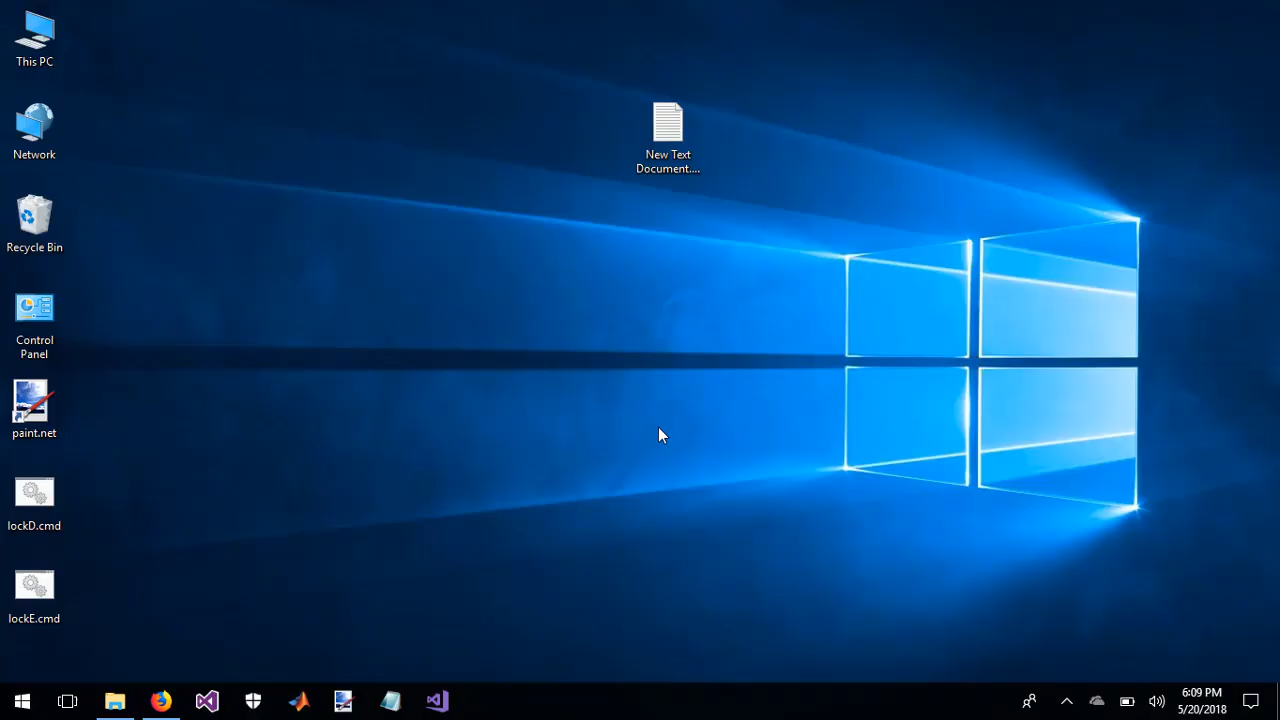 This PC
Network
Recycle Bin
Control
Panel
paint.net
lockD.cmd
lockE.cmd
New Text
Document....
6:09 PM
5/20/2018